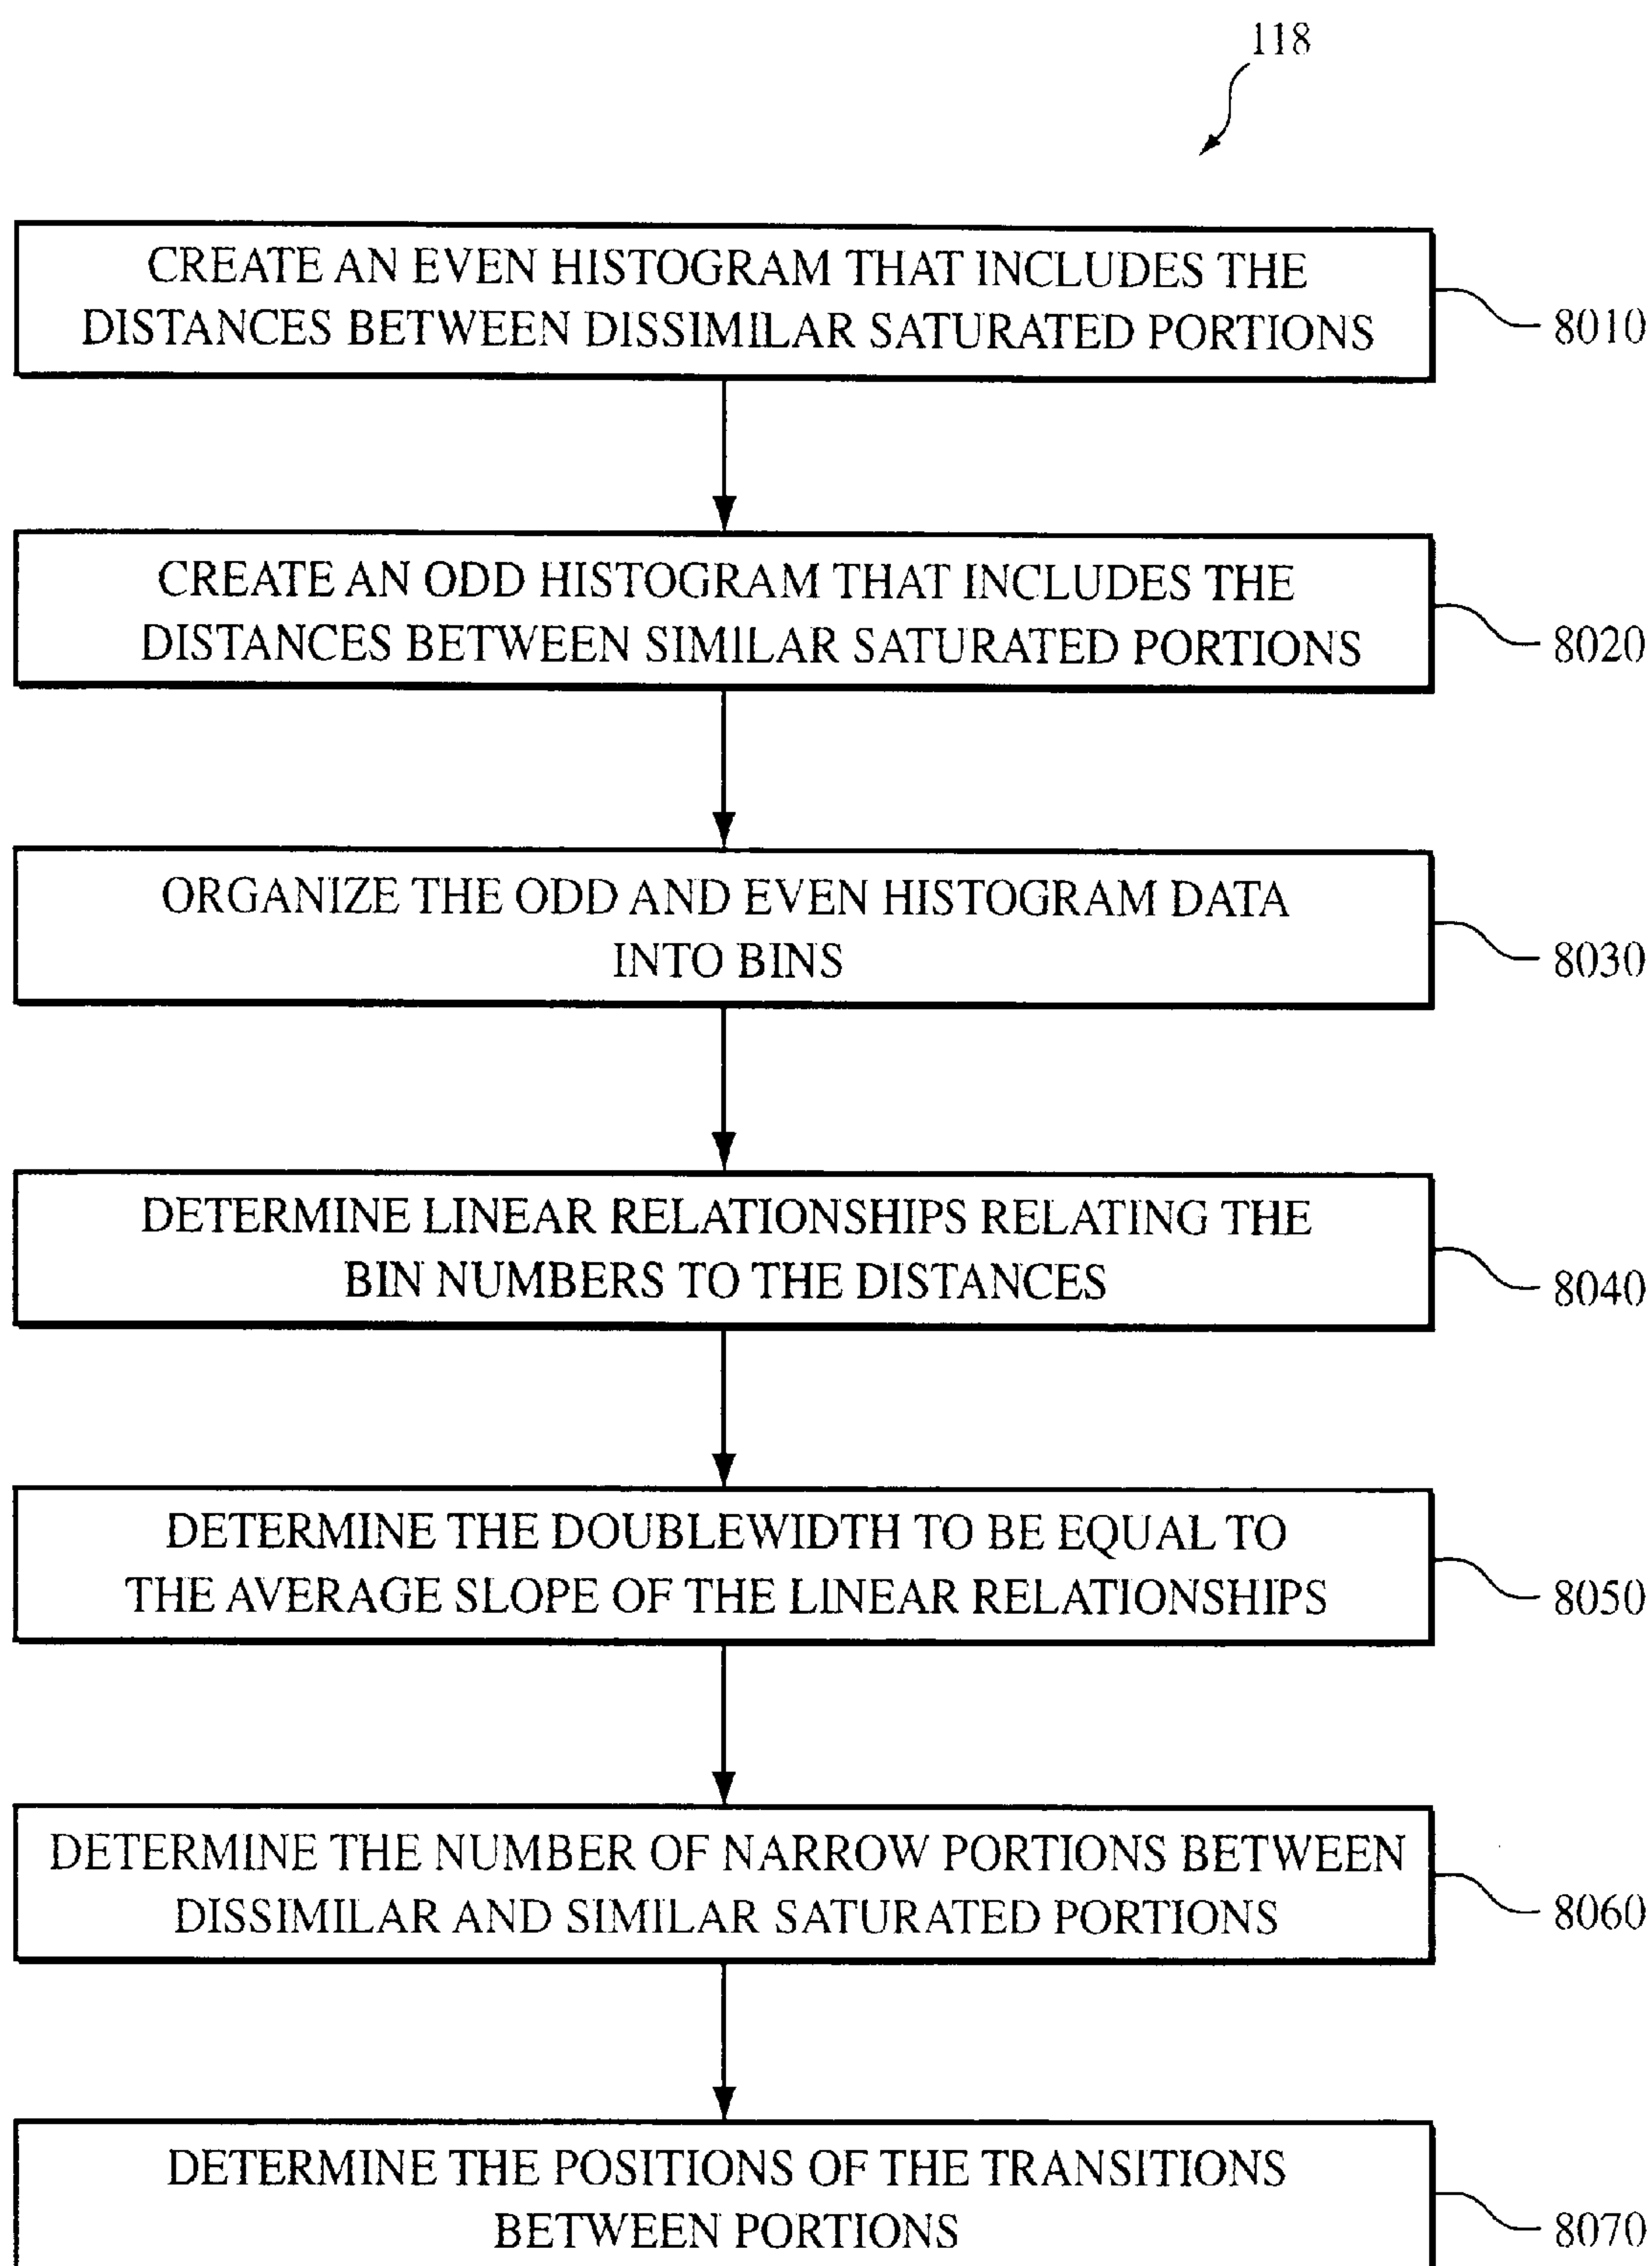 118
CREATE AN EVEN HISTOGRAM THAT INCLUDES THE
DISTANCES BETWEEN DISSIMILAR SATURATED PORTIONS
8010
CREATE AN ODD HISTOGRAM THAT INCLUDES THE
DISTANCES BETWEEN SIMILAR SATURATED PORTIONS
8020
ORGANIZE THE ODD AND EVEN HISTOGRAM DATA
INTO BINS
8030
DETERMINE LINEAR RELATIONSHIPS RELATING THE
BIN NUMBERS TO THE DISTANCES
8040
DETERMINE THE DOUBLEWIDTH TO BE EQUAL TO
THE AVERAGE SLOPE OF THE LINEAR RELATIONSHIPS
8050
DETERMINE THE NUMBER OF NARROW PORTIONS BETWEEN
DISSIMILAR AND SIMILAR SATURATED PORTIONS
8060
DETERMINE THE POSITIONS OF THE TRANSITIONS
BETWEEN PORTIONS
8070